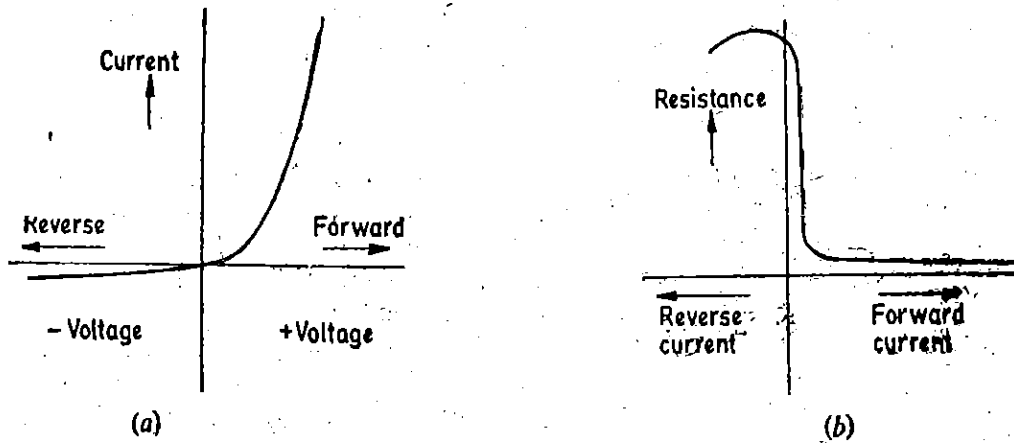 Current
Reverse
Forward
– Voltage
+Voltage
(a)
Resistance
Reverse
current
Forward
current
(b)